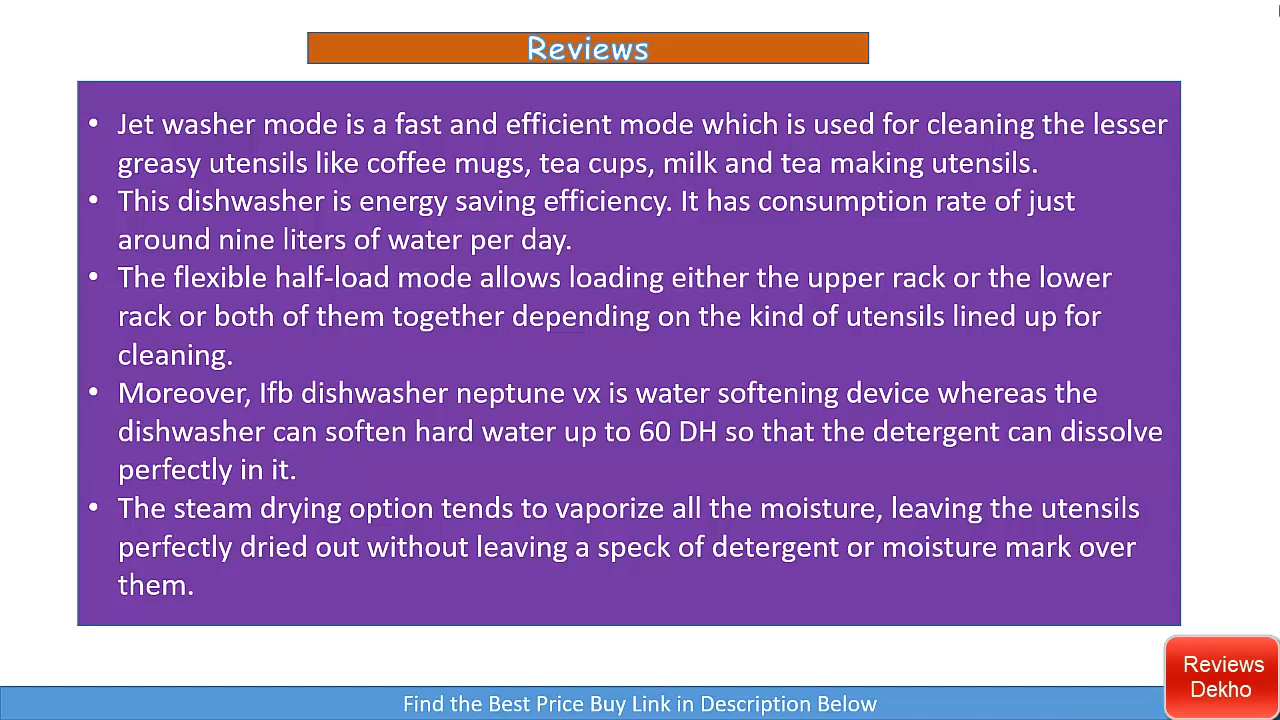 Reviews
• Jet washer mode is a fast and efficient mode which is used for cleaning the lesser
greasy utensils like coffee mugs, tea cups, milk and tea making utensils.
• This dishwasher is energy saving efficiency. It has consumption rate of just
around nine liters of water per day.
• The flexible half-load mode allows loading either the upper rack or the lower
rack or both of them together depending on the kind of utensils lined up for
cleaning.
• Moreover, Ifb dishwasher neptune vx is water softening device whereas the
dishwasher can soften hard water up to 60 DH so that the detergent can dissolve
perfectly in it.
• The steam drying option tends to vaporize all the moisture, leaving the utensils
perfectly dried out without leaving a speck of detergent or moisture mark over
them.
Reviews
Dekho
Find the Best Price Buy Link in Description Below